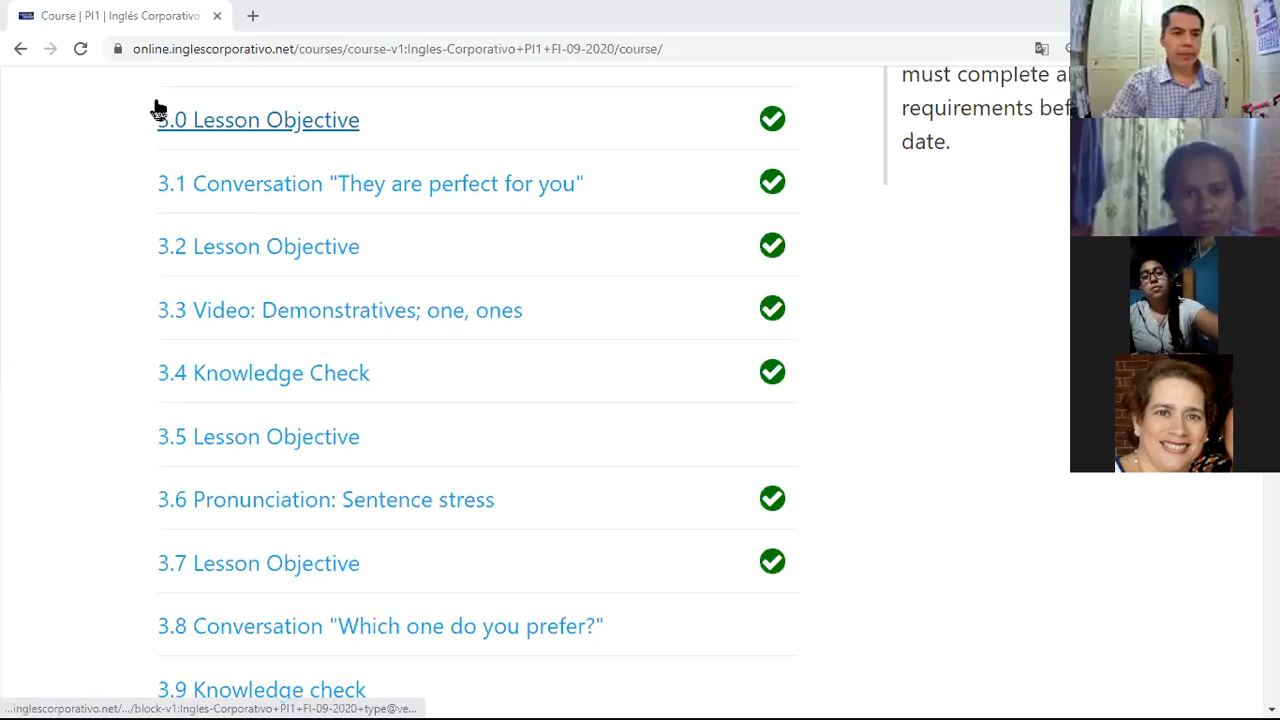 Course | PI1 | Inglés Corporativo
online.inglescorporativo.net/courses/course-v1:Ingles-Corporativo+PI1+FI-09-2020/course/
must complete a
requirements bef
date.
3.0 Lesson Objective
3.1 Conversation "They are perfect for you"
3.2 Lesson Objective
3.3 Video: Demonstratives; one, ones
3.4 Knowledge Check
3.5 Lesson Objective
3.6 Pronunciation: Sentence stress
3.7 Lesson Objective
3.8 Conversation "Which one do you prefer?"
3.9 Knowledge check
...inglescorporativo.net/.../block-v1:Ingles-Corporativo+PI1+FI-09-2020+type@ve...